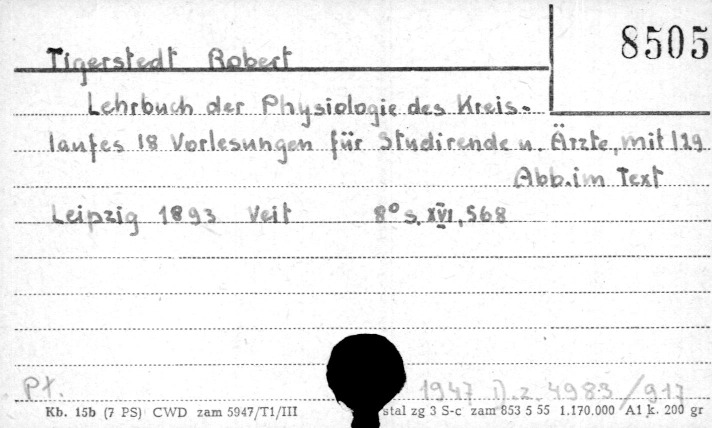 8505
Tigerstedt Robert
Lehrbuch der Physiologie des Kreis-
laufes 18 Vorlesungen für Studirende u. Ärzte, mit 129
Abb. im Text
Leipzig 1893 Veit 8° s. XVI, 568
Pt. 1947 D.z. 4983/917
Kb. 15b (7 PS) CWD zam 5947/T1/III stal zg 3 S-c zam 853 5 55 1.170.000 A1 k. 200 gr